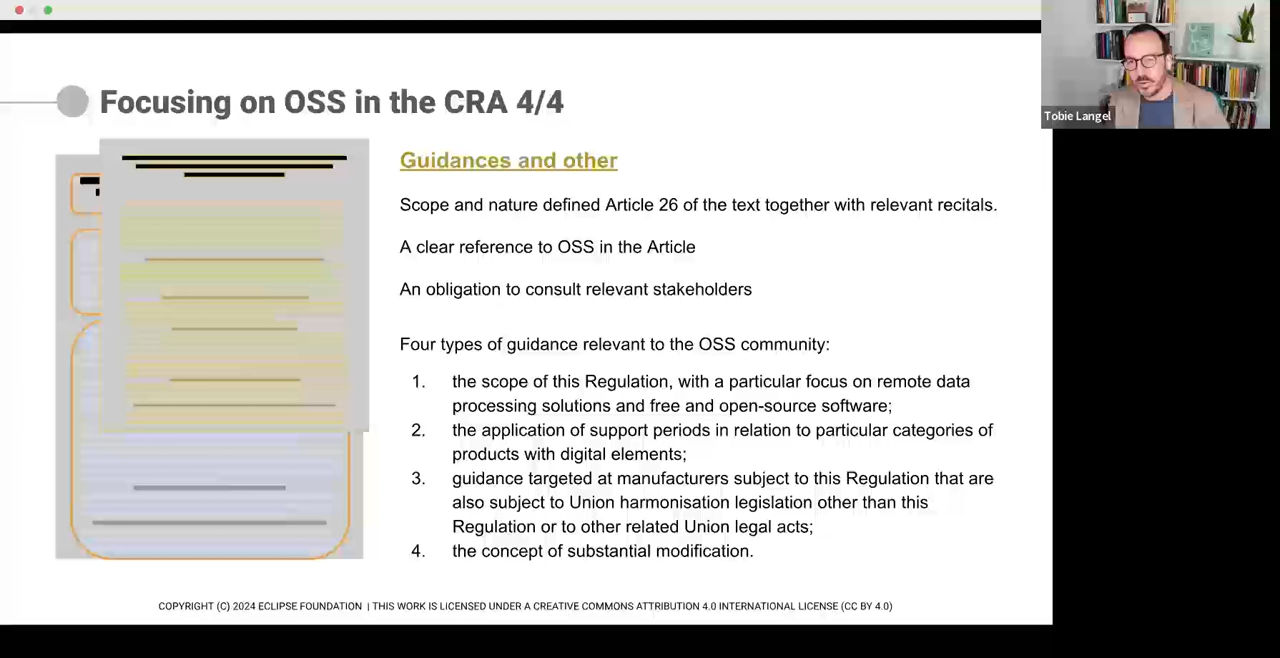 Focusing on OSS in the CRA 4/4
Tobie Langel
Guidances and other
Scope and nature defined Article 26 of the text together with relevant recitals.
A clear reference to OSS in the Article
An obligation to consult relevant stakeholders
Four types of guidance relevant to the OSS community:
1. the scope of this Regulation, with a particular focus on remote data
processing solutions and free and open-source software;
2. the application of support periods in relation to particular categories of
products with digital elements;
3. guidance targeted at manufacturers subject to this Regulation that are
also subject to Union harmonisation legislation other than this
Regulation or to other related Union legal acts;
4. the concept of substantial modification.
COPYRIGHT (C) 2024 ECLIPSE FOUNDATION | THIS WORK IS LICENSED UNDER A CREATIVE COMMONS ATTRIBUTION 4.0 INTERNATIONAL LICENSE (CC BY 4.0)